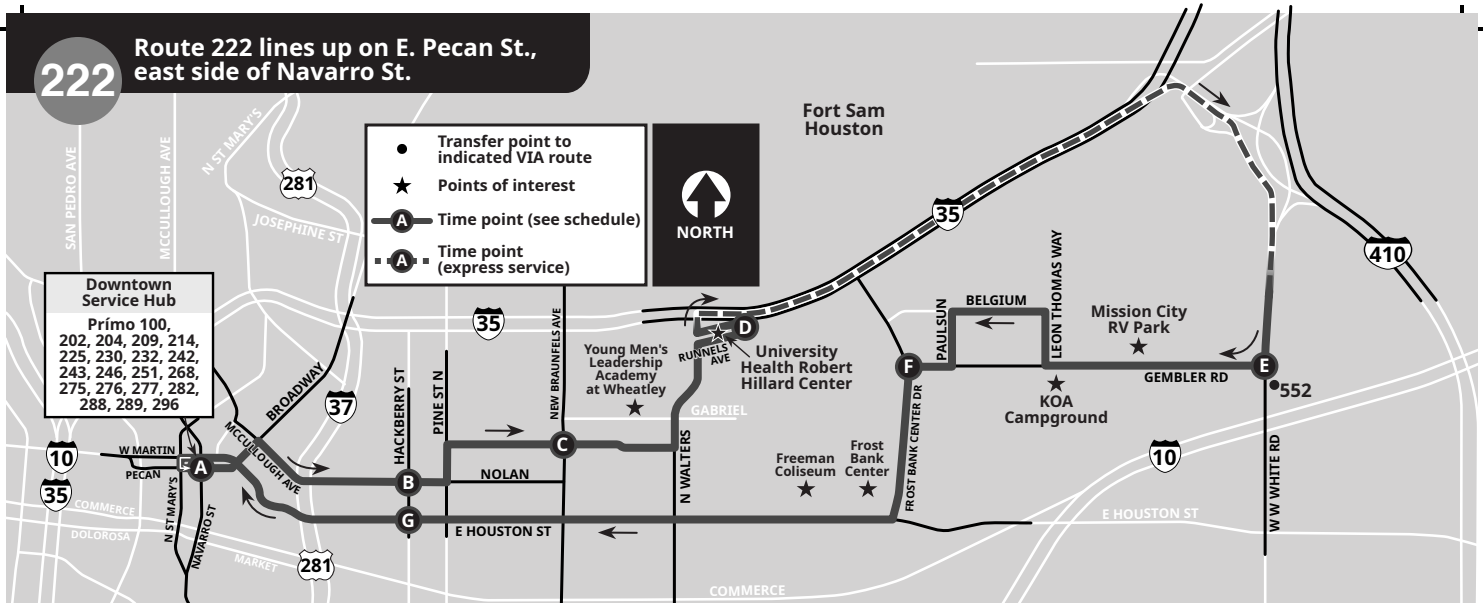 222
Route 222 lines up on E. Pecan St.,
east side of Navarro St.
Transfer point to
indicated VIA route
Points of interest
A
Time point (see schedule)
A
Time point
(express service)
NORTH
Fort Sam
Houston
SAN PEDRO AVE
MCCULLOUGH AVE
N ST MARY'S
281
JOSEPHINE ST
35
410
Downtown
Service Hub
Prímo 100,
202, 204, 209, 214,
225, 230, 232, 242,
243, 246, 251, 268,
275, 276, 277, 282,
288, 289, 296
35
NEW BRAUNFELS AVE
D
RUNNELS
AVE
Young Men's
Leadership
Academy
at Wheatley
University
Health Robert
Hillard Center
PAULSUN
BELGIUM
LEON THOMAS WAY
Mission City
RV Park
F
E
GEMBLER RD
552
KOA
Campground
BROADWAY
37
HACKBERRY ST
PINE ST N
GABRIEL
MCCULLOUGH AVE
10
35
W MARTIN
PECAN
A
B
C
NOLAN
N WALTERS
Freeman
Coliseum
Frost
Bank
Center
FROST BANK CENTER DR
10
W W WHITE RD
G
E HOUSTON ST
E HOUSTON ST
N ST MARY'S
NAVARRO ST
COMMERCE
DOLOROSA
MARKET
281
COMMERCE